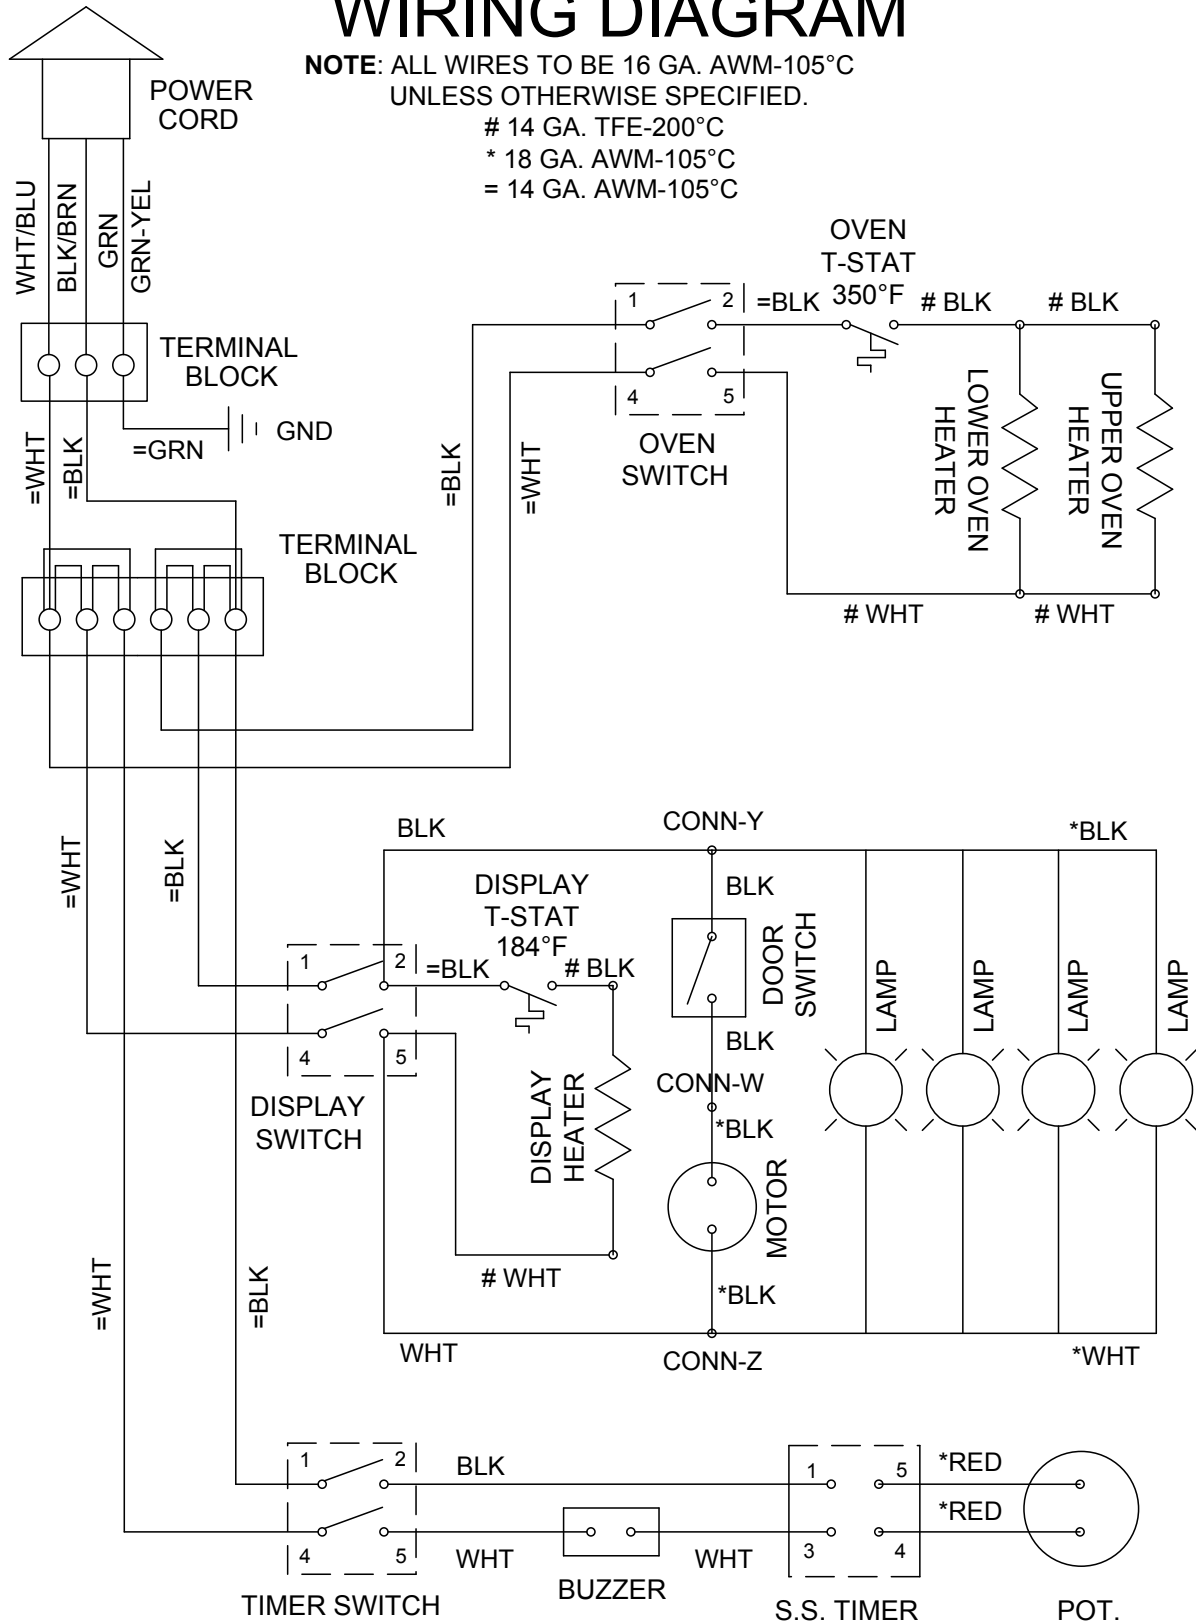 WIRING DIAGRAM
NOTE: ALL WIRES TO BE 16 GA. AWM-105°C
UNLESS OTHERWISE SPECIFIED.
# 14 GA. TFE-200°C
* 18 GA. AWM-105°C
= 14 GA. AWM-105°C
POWER
CORD
WHT/BLU
BLK/BRN
GRN
GRN-YEL
TERMINAL
BLOCK
=GRN
GND
=WHT
=BLK
TERMINAL
BLOCK
OVEN
T-STAT
350°F
1
2
=BLK
# BLK
# BLK
4
5
OVEN
SWITCH
=BLK
=WHT
LOWER OVEN
HEATER
UPPER OVEN
HEATER
# WHT
# WHT
=WHT
=BLK
BLK
CONN-Y
*BLK
DISPLAY
T-STAT
184°F
1
2
=BLK
# BLK
4
5
DISPLAY
SWITCH
DISPLAY
HEATER
# WHT
BLK
DOOR
SWITCH
BLK
CONN-W
*BLK
MOTOR
*BLK
LAMP
LAMP
LAMP
LAMP
WHT
CONN-Z
*WHT
=WHT
=BLK
1
2
BLK
4
5
WHT
TIMER SWITCH
BUZZER
WHT
1
5
3
4
S.S. TIMER
*RED
*RED
POT.